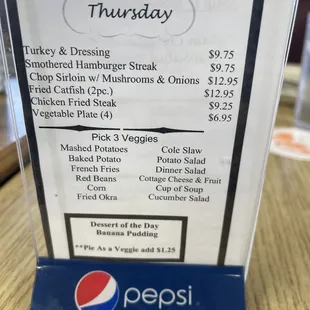 Thursday
Turkey & Dressing $9.75
Smothered Hamburger Streak $9.75
Chop Sirloin w/ Mushrooms & Onions $12.95
Fried Catfish (2pc.) $12.95
Chicken Fried Steak $9.25
Vegetable Plate (4) $6.95
Pick 3 Veggies
Mashed Potatoes Cole Slaw
Baked Potato Potato Salad
French Fries Dinner Salad
Red Beans Cottage Cheese & Fruit
Corn Cup of Soup
Fried Okra Cucumber Salad
Dessert of the Day
Banana Pudding
**Pie As a Veggie add $1.25
pepsi